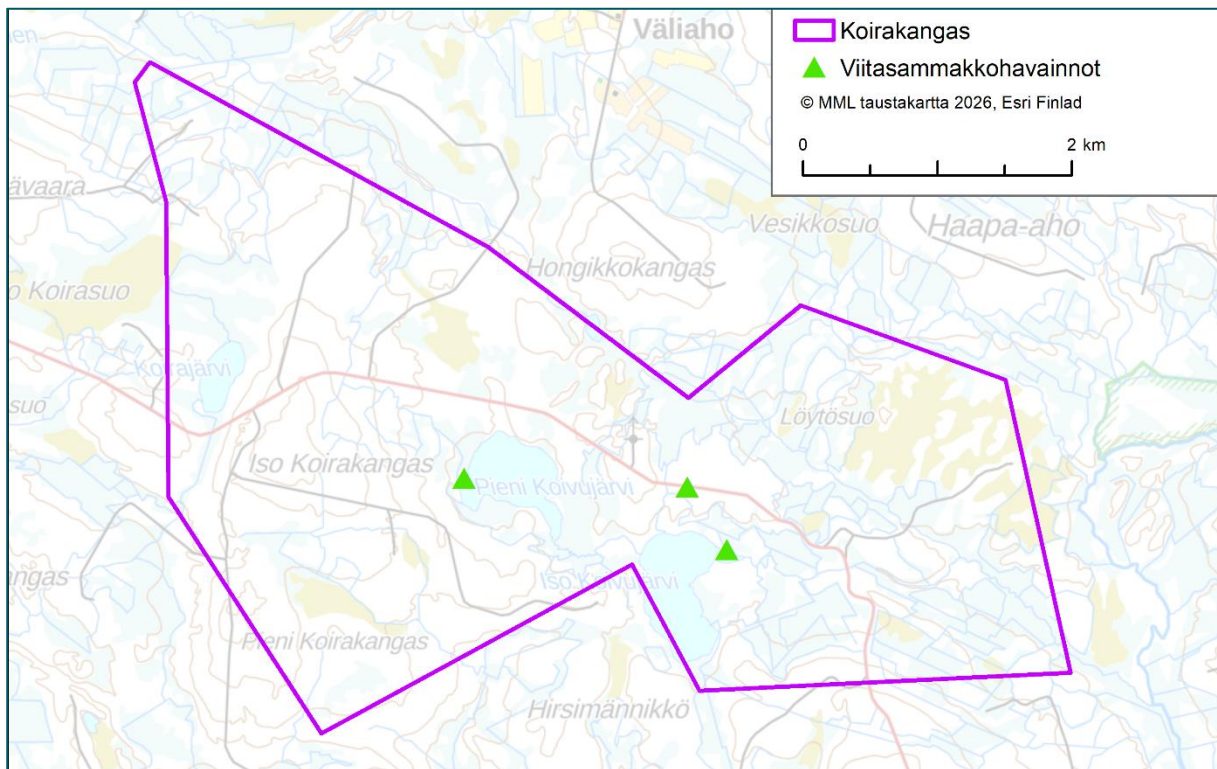 Koirakangas
Viitasammakkohavainnot
© MML taustakartta 2026, Esri Finlad
0 2 km
Väliaho
Vesikkosuo
Haapa-aho
Hongikkokangas
Koirasuo
Koirajärvi
Löytösuo
Iso Koirakangas
Pieni Koivujärvi
Iso Koivujärvi
Pieni Koirakangas
Hirsimännikkö